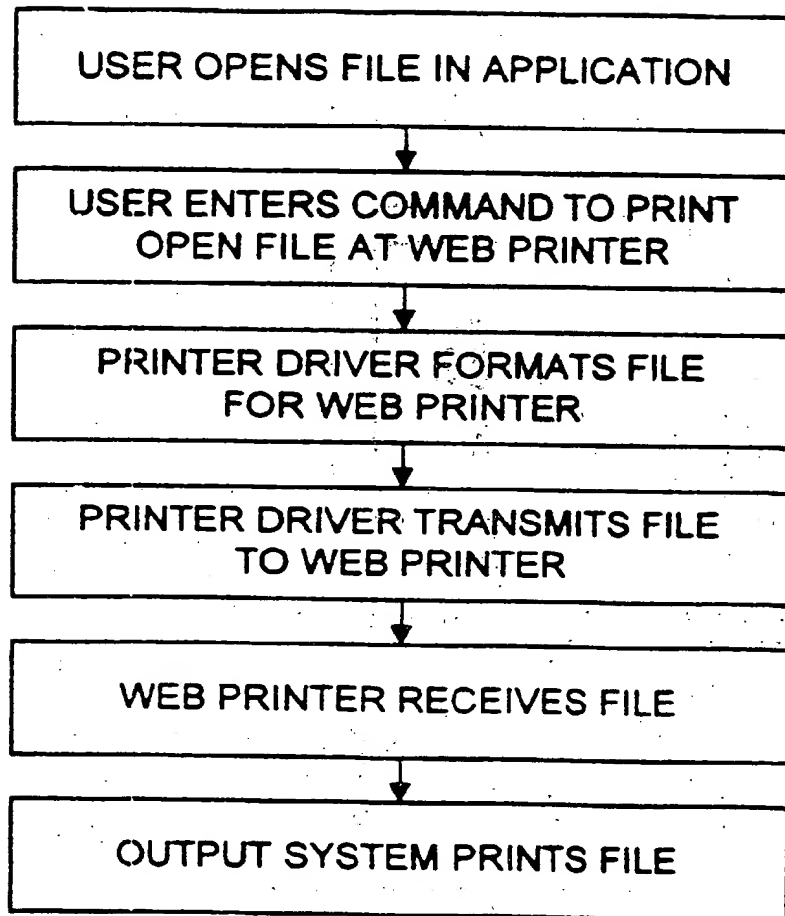 USER OPENS FILE IN APPLICATION
USER ENTERS COMMAND TO PRINT
OPEN FILE AT WEB PRINTER
PRINTER DRIVER FORMATS FILE
FOR WEB PRINTER
PRINTER DRIVER TRANSMITS FILE
TO WEB PRINTER
WEB PRINTER RECEIVES FILE
OUTPUT SYSTEM PRINTS FILE